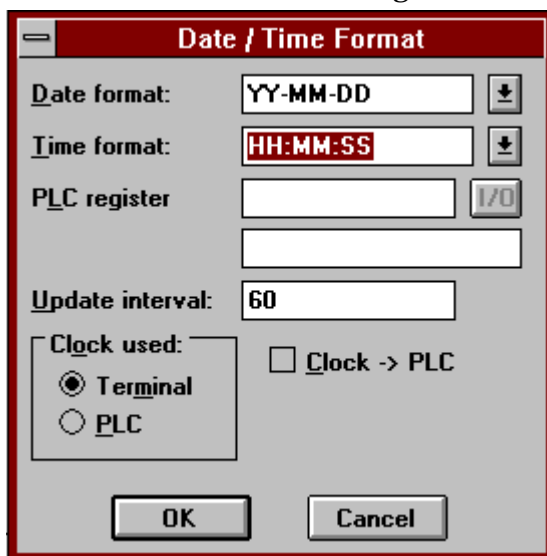 Date / Time Format
Date format: YY-MM-DD
Time format: HH:MM:SS
PLC register I/O
Update interval: 60
Clock used:
Clock -> PLC
Terminal
PLC
OK Cancel